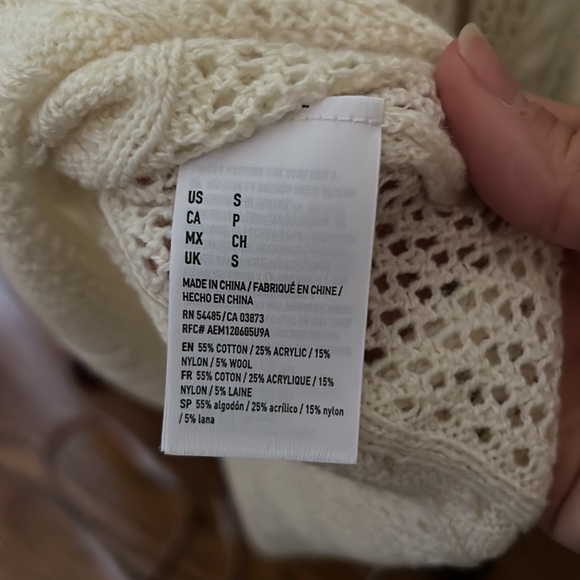 US S
CA P
MX CH
UK S
MADE IN CHINA / FABRIQUÉ EN CHINE /
HECHO EN CHINA
RN 54485 / CA 03873
RFC# AEM120605U9A
EN 55% COTTON / 25% ACRYLIC / 15%
NYLON / 5% WOOL
FR 55% COTON / 25% ACRYLIQUE / 15%
NYLON / 5% LAINE
SP 55% algodón / 25% acrílico / 15% nylon
/ 5% lana